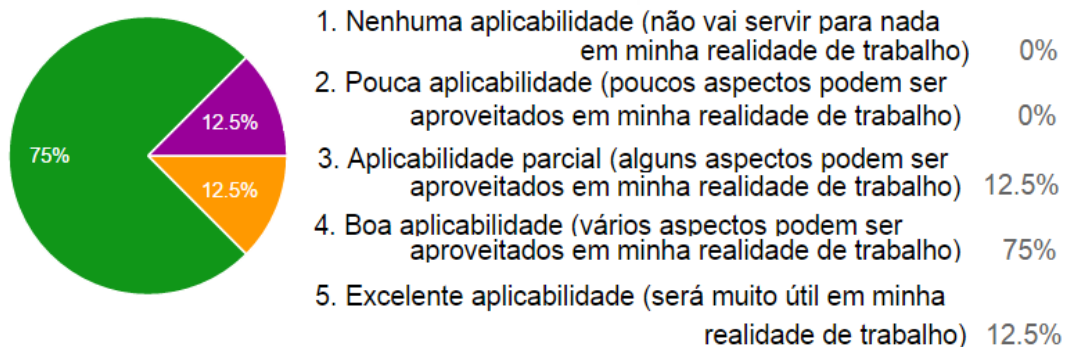 12.5%
75%
12.5%
1. Nenhuma aplicabilidade (não vai servir para nada
em minha realidade de trabalho) 0%
2. Pouca aplicabilidade (poucos aspectos podem ser
aproveitados em minha realidade de trabalho) 0%
3. Aplicabilidade parcial (alguns aspectos podem ser
aproveitados em minha realidade de trabalho) 12.5%
4. Boa aplicabilidade (vários aspectos podem ser
aproveitados em minha realidade de trabalho) 75%
5. Excelente aplicabilidade (será muito útil em minha
realidade de trabalho) 12.5%